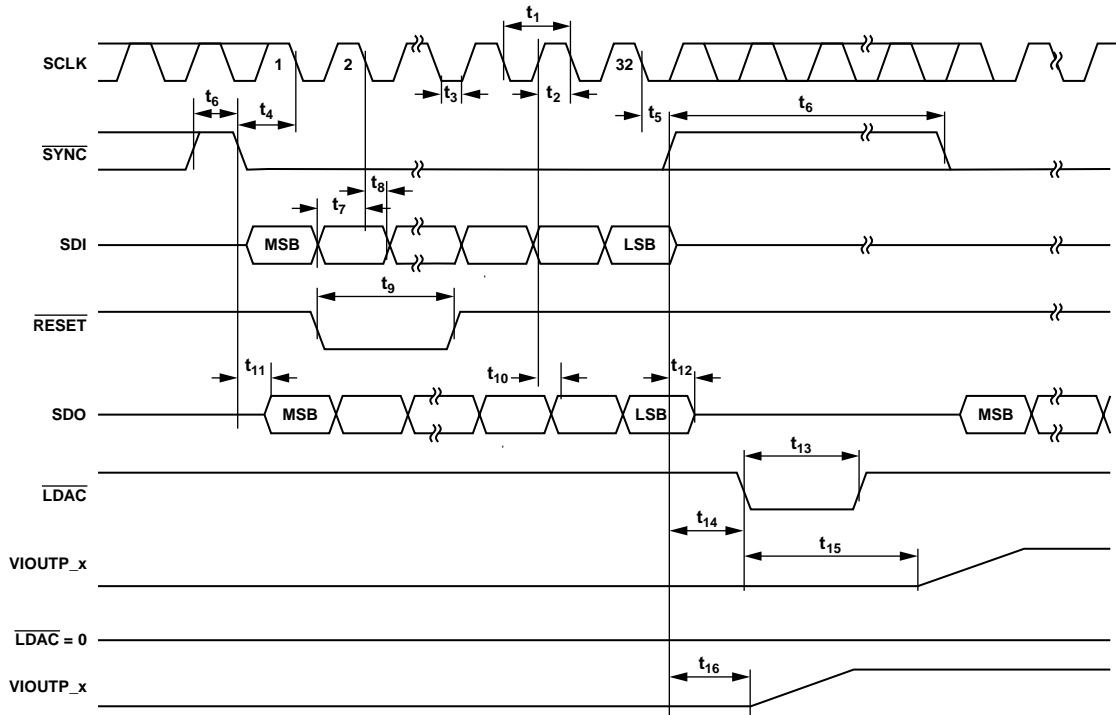 t1
SCLK
1
2
32
t3
t2
t6
t4
t5
t6
SYNC
t8
t7
SDI
MSB
LSB
t9
RESET
t11
t10
t12
SDO
MSB
LSB
MSB
t13
LDAC
t14
t15
VIOUTP_x
LDAC = 0
t16
VIOUTP_x